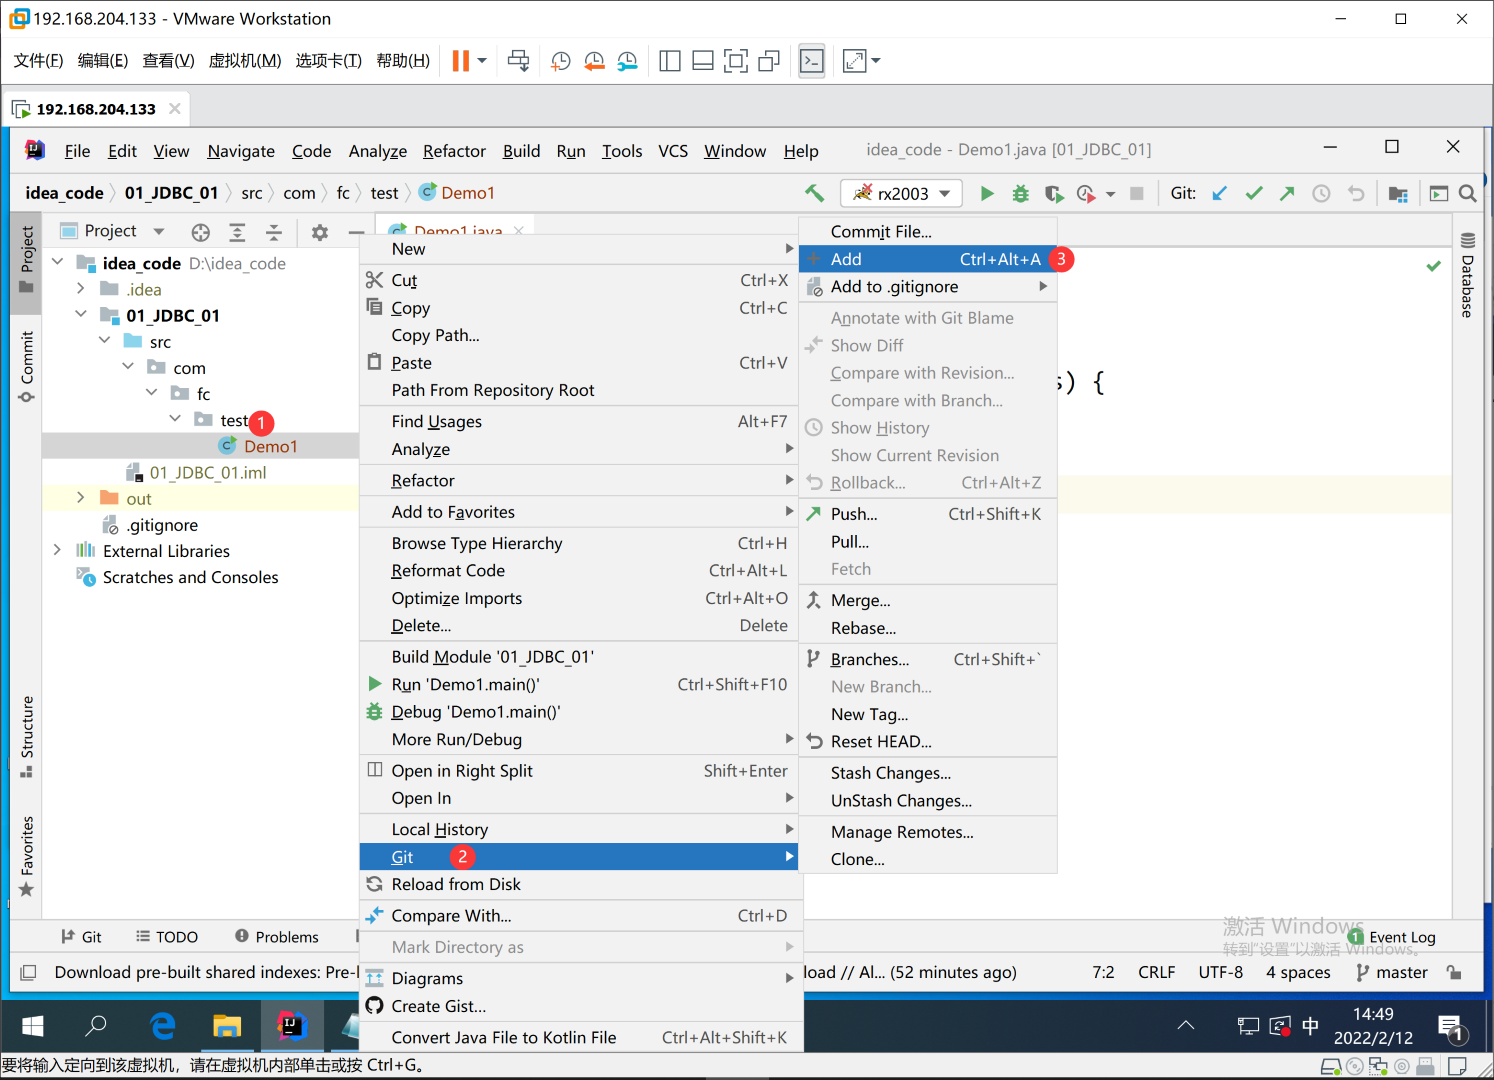 192.168.204.133 - VMware Workstation
文件(F) 编辑(E) 查看(V) 虚拟机(M) 选项卡(T) 帮助(H)
192.168.204.133
File Edit View Navigate Code Analyze Refactor Build Run Tools VCS Window Help idea_code - Demo1.java [01_JDBC_01]
idea_code 01_JDBC_01 src com fc test Demo1 rx2003 Git:
Project
Commit
Structure
Favorites
Project
idea_code D:\idea_code
.idea
01_JDBC_01
src
com
fc
test 1
Demo1
01_JDBC_01.iml
out
.gitignore
External Libraries
Scratches and Consoles
Demo1.java
New
Cut Ctrl+X
Copy Ctrl+C
Copy Path...
Paste Ctrl+V
Path From Repository Root
Find Usages Alt+F7
Analyze
Refactor
Add to Favorites
Browse Type Hierarchy Ctrl+H
Reformat Code Ctrl+Alt+L
Optimize Imports Ctrl+Alt+O
Delete... Delete
Build Module '01_JDBC_01'
Run 'Demo1.main()' Ctrl+Shift+F10
Debug 'Demo1.main()'
More Run/Debug
Open in Right Split Shift+Enter
Open In
Local History
Git 2
Reload from Disk
Compare With... Ctrl+D
Mark Directory as
Diagrams
Create Gist...
Convert Java File to Kotlin File Ctrl+Alt+Shift+K
Commit File...
Add Ctrl+Alt+A 3
Add to .gitignore
Annotate with Git Blame
Show Diff
Compare with Revision...
Compare with Branch...
Show History
Show Current Revision
Rollback... Ctrl+Alt+Z
Push... Ctrl+Shift+K
Pull...
Fetch
Merge...
Rebase...
Branches... Ctrl+Shift+`
New Branch...
New Tag...
Reset HEAD...
Stash Changes...
UnStash Changes...
Manage Remotes...
Clone...
s) {
Database
激活 Windows
转到"设置"以激活 Windows。
Git TODO Problems 1 Event Log
Download pre-built shared indexes: Pre-
load // Al... (52 minutes ago) 7:2 CRLF UTF-8 4 spaces master
中 14:49
2022/2/12
1
要将输入定向到该虚拟机，请在虚拟机内部单击或按 Ctrl+G。